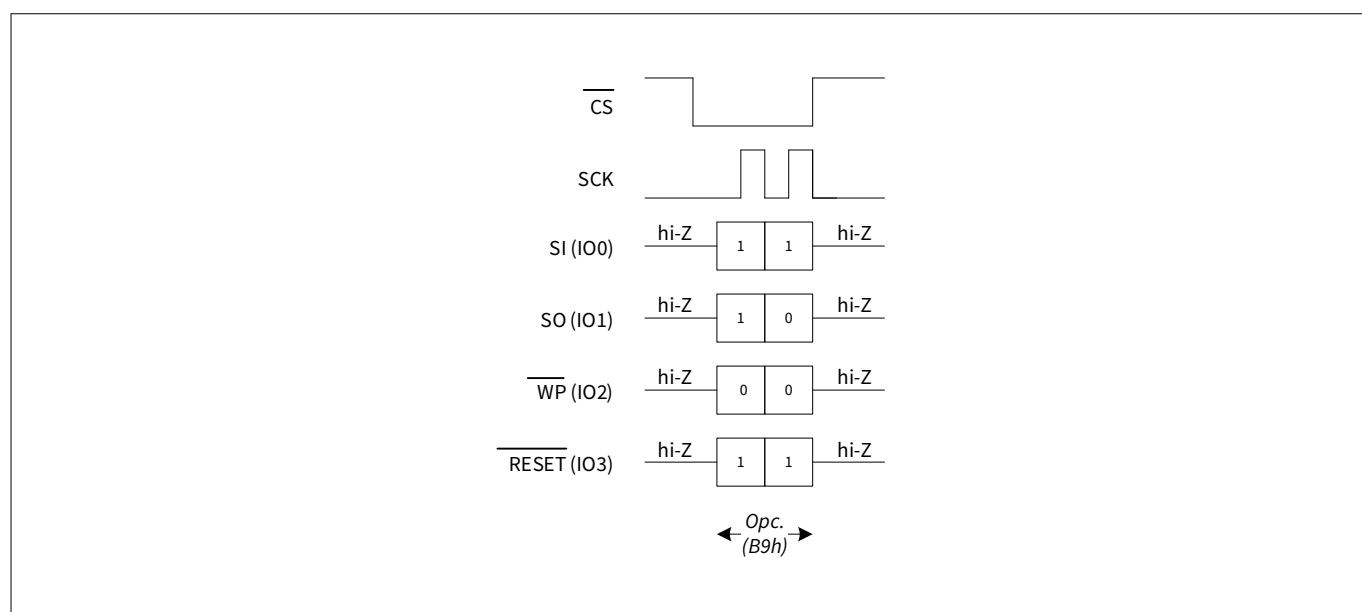 CS
SCK
SI (IO0) hi-Z 1 1 hi-Z
SO (IO1) hi-Z 1 0 hi-Z
WP (IO2) hi-Z 0 0 hi-Z
RESET (IO3) hi-Z 1 1 hi-Z
Opc.
(B9h)